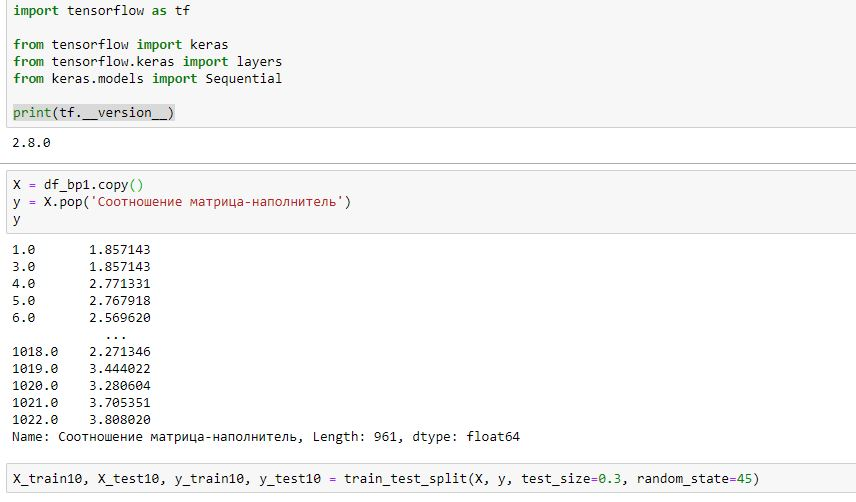 import tensorflow as tf
from tensorflow import keras
from tensorflow.keras import layers
from keras.models import Sequential
print(tf.__version__)
2.8.0
X = df_bp1.copy()
y = X.pop('Соотношение матрица-наполнитель')
y
1.0 1.857143
3.0 1.857143
4.0 2.771331
5.0 2.767918
6.0 2.569620
...
1018.0 2.271346
1019.0 3.444022
1020.0 3.280604
1021.0 3.705351
1022.0 3.808020
Name: Соотношение матрица-наполнитель, Length: 961, dtype: float64
X_train10, X_test10, y_train10, y_test10 = train_test_split(X, y, test_size=0.3, random_state=45)